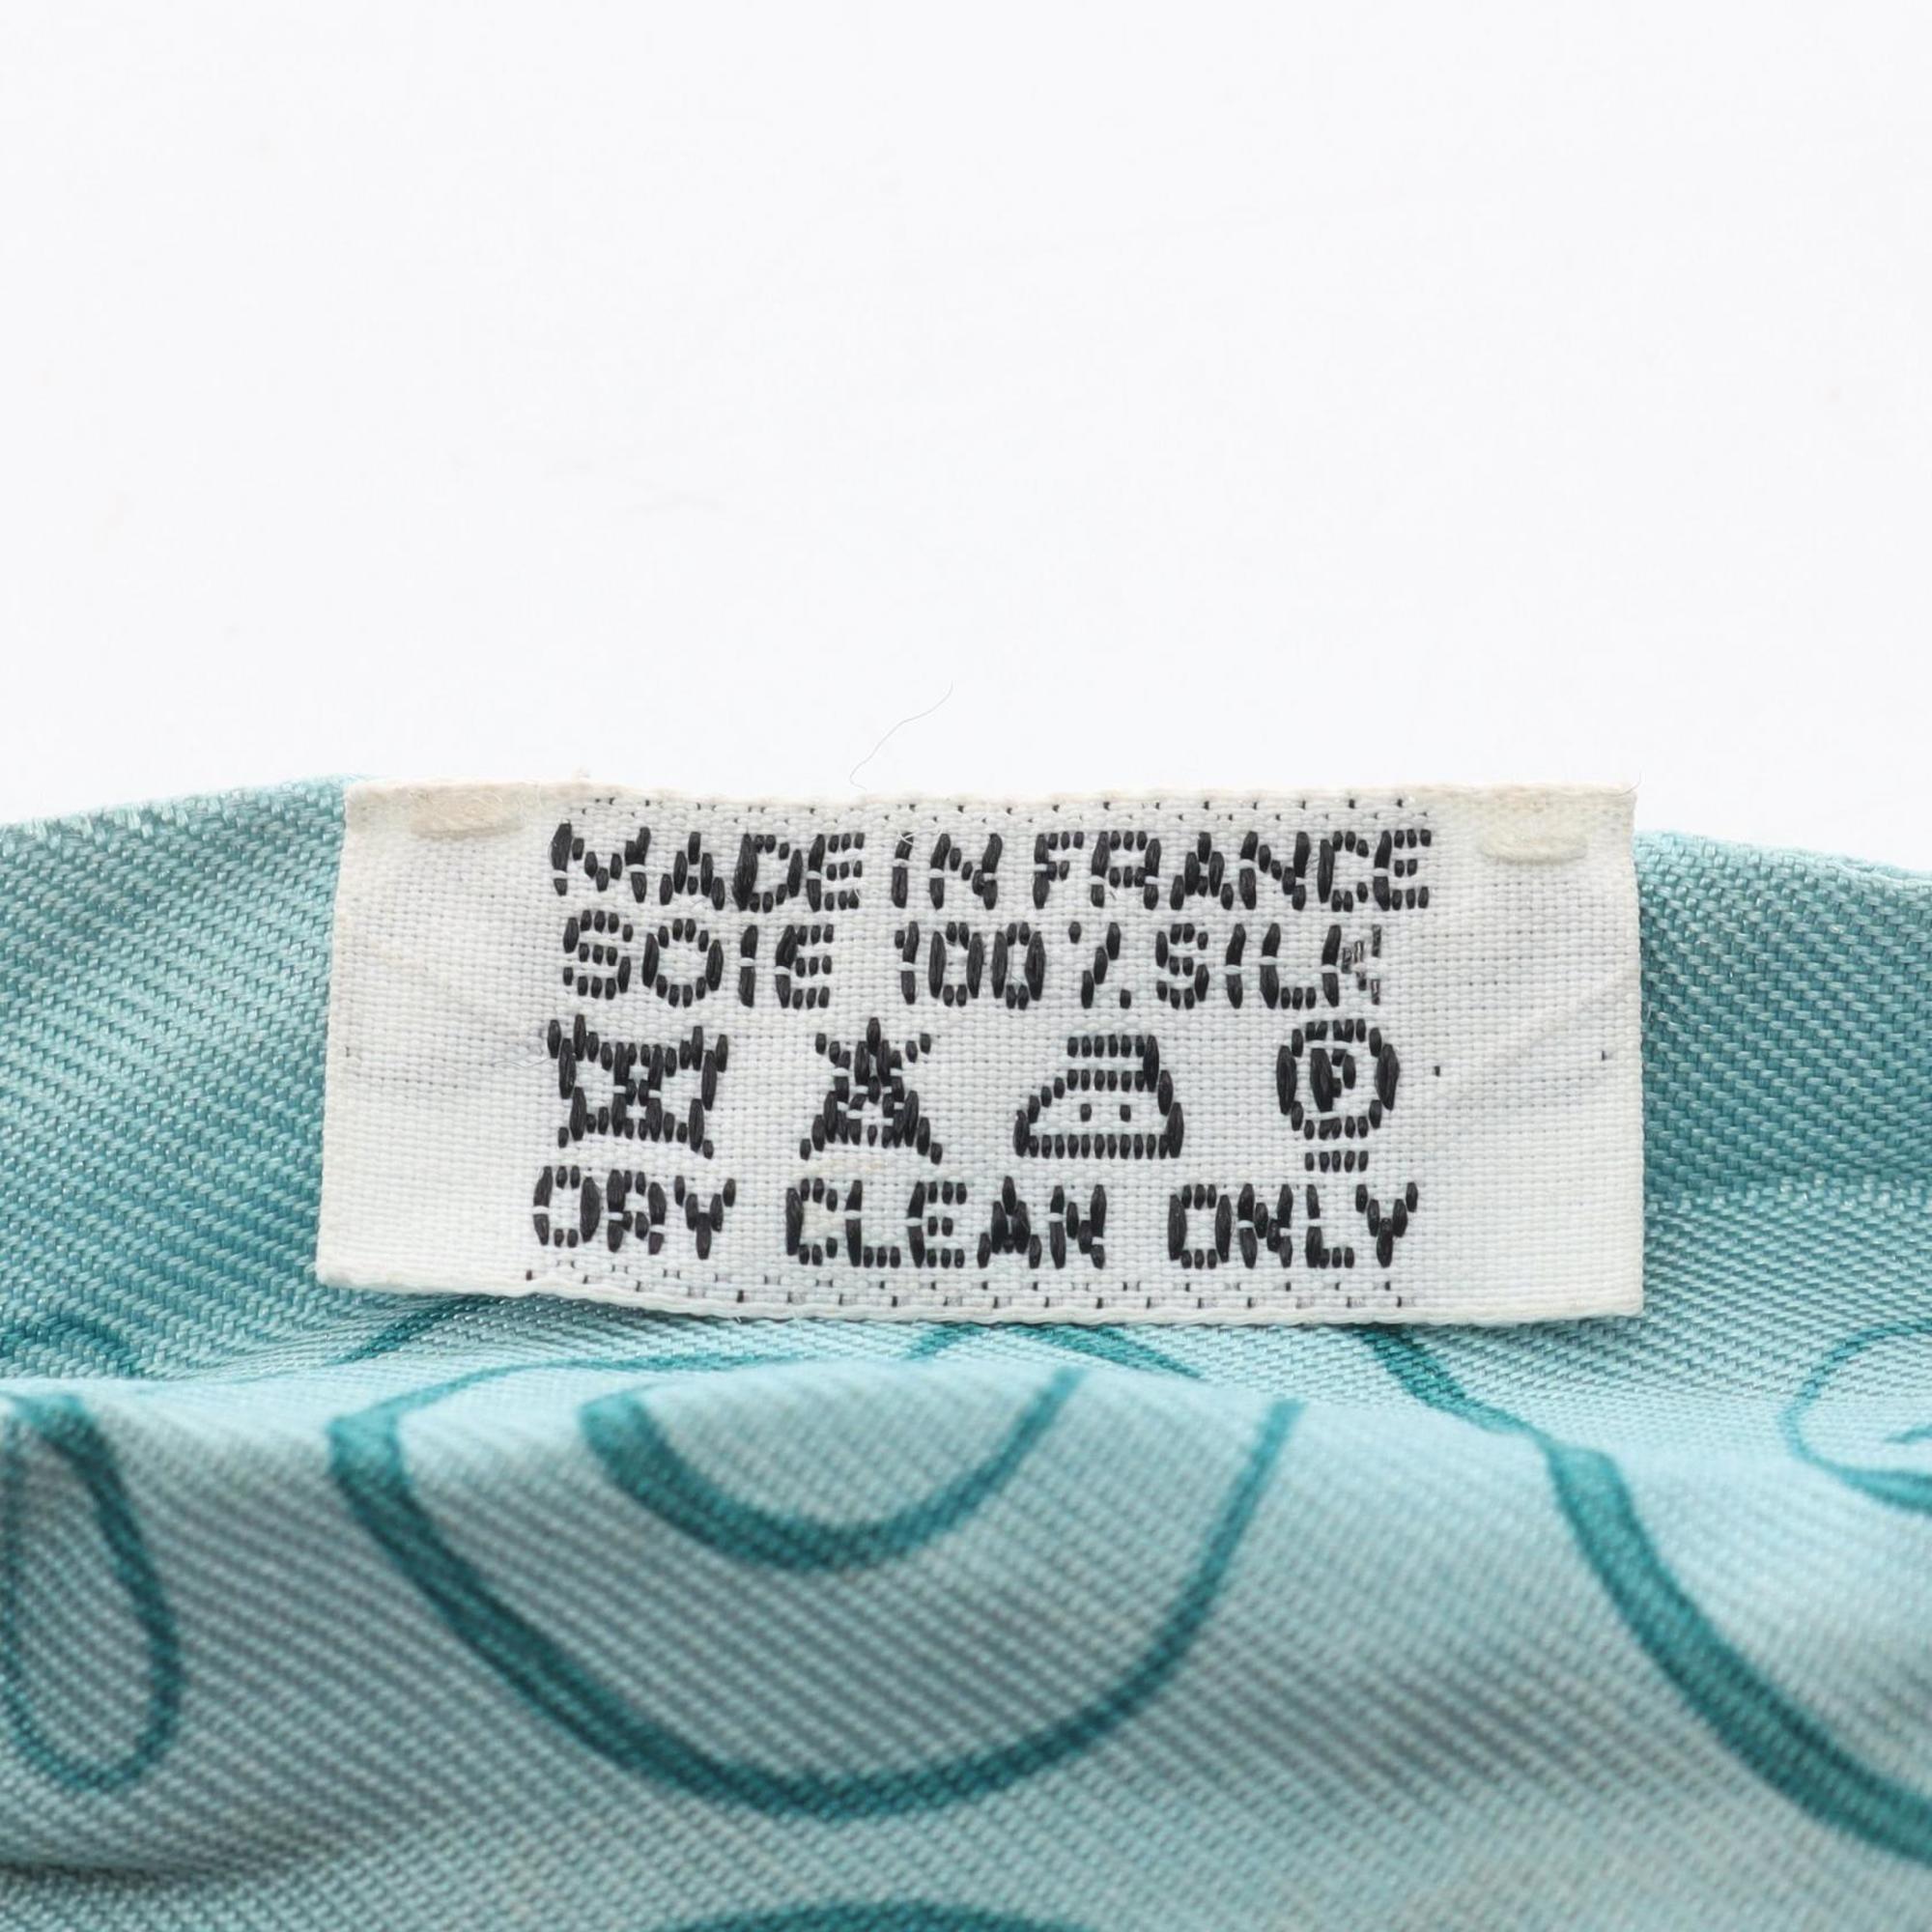 MADE IN FRANCE
SOIE 100% SILK
P
DRY CLEAN ONLY